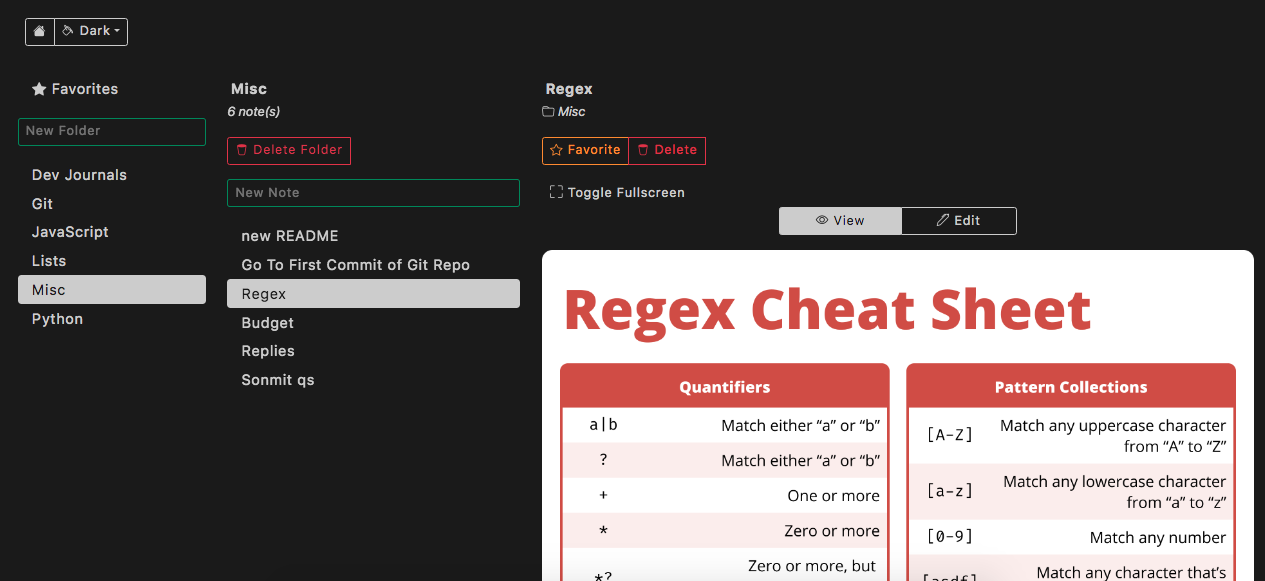 Dark
Favorites
New Folder
Dev Journals
Git
JavaScript
Lists
Misc
Python
Misc
6 note(s)
Delete Folder
New Note
new README
Go To First Commit of Git Repo
Regex
Budget
Replies
Sonmit qs
Regex
Misc
Favorite Delete
Toggle Fullscreen
View Edit
Regex Cheat Sheet
Quantifiers
a|b Match either “a” or “b”
? Match either “a” or “b”
+ One or more
* Zero or more
*? Zero or more, but
Pattern Collections
[A-Z] Match any uppercase character
from “A” to “Z”
[a-z] Match any lowercase character
from “a” to “z”
[0-9] Match any number
[asdf] Match any character that’s